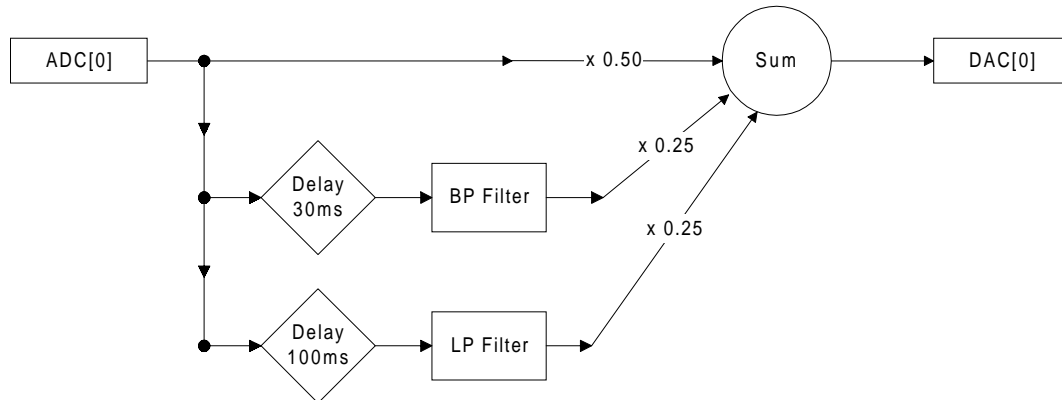 ADC[0]
x 0.50
Sum
DAC[0]
x 0.25
Delay
30ms
BP Filter
x 0.25
Delay
100ms
LP Filter